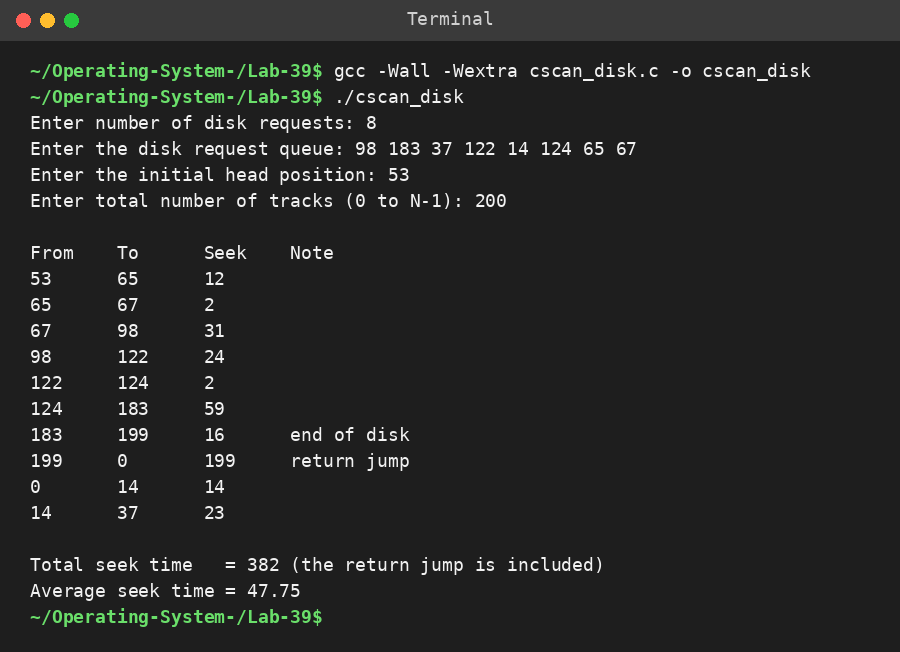 Terminal
~/Operating-System-/Lab-39$ gcc -Wall -Wextra cscan_disk.c -o cscan_disk
~/Operating-System-/Lab-39$ ./cscan_disk
Enter number of disk requests: 8
Enter the disk request queue: 98 183 37 122 14 124 65 67
Enter the initial head position: 53
Enter total number of tracks (0 to N-1): 200
From    To      Seek    Note
53      65      12
65      67      2
67      98      31
98      122     24
122     124     2
124     183     59
183     199     16      end of disk
199     0       199     return jump
0       14      14
14      37      23
Total seek time   = 382 (the return jump is included)
Average seek time = 47.75
~/Operating-System-/Lab-39$